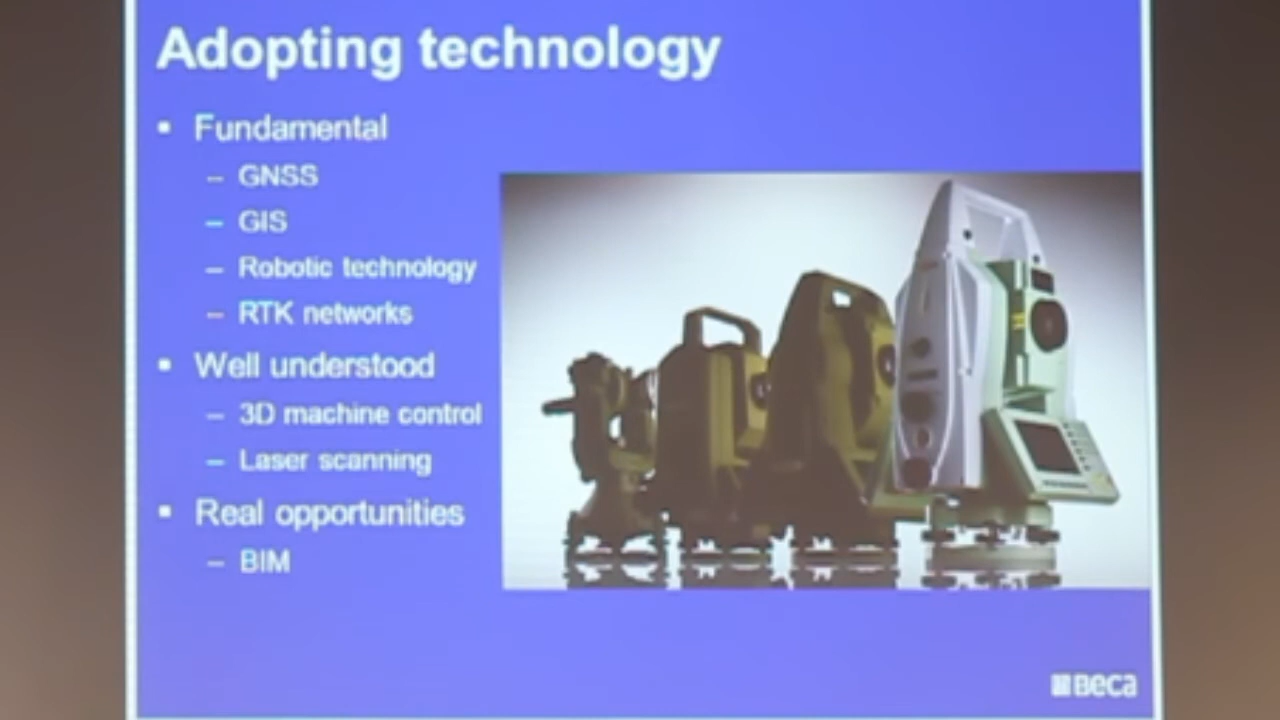 Adopting technology
▪ Fundamental
– GNSS
– GIS
– Robotic technology
– RTK networks
▪ Well understood
– 3D machine control
– Laser scanning
▪ Real opportunities
– BIM
BECA